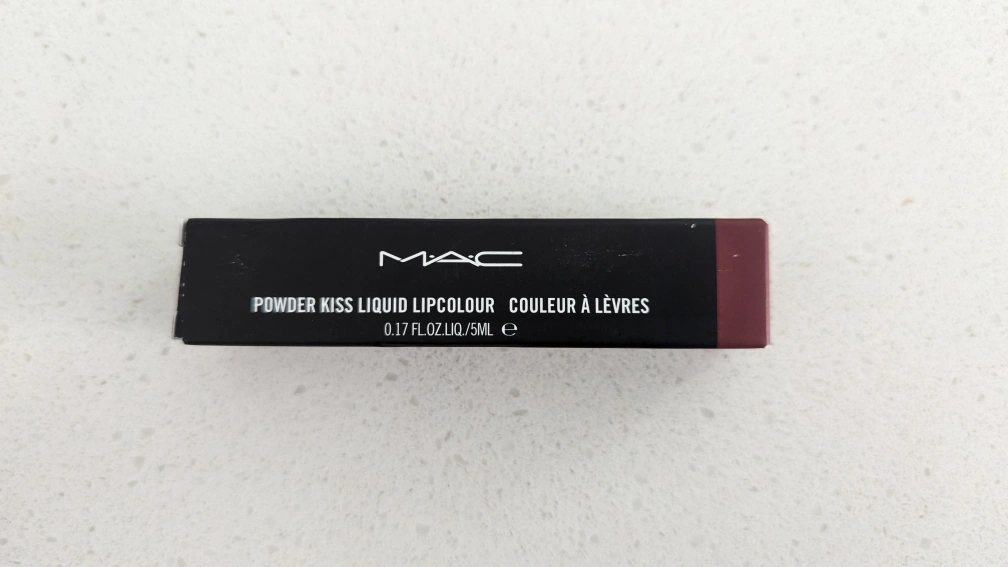 M·A·C
POWDER KISS LIQUID LIPCOLOUR COULEUR À LÈVRES
0.17 FL.OZ.LIQ./5ML ℮